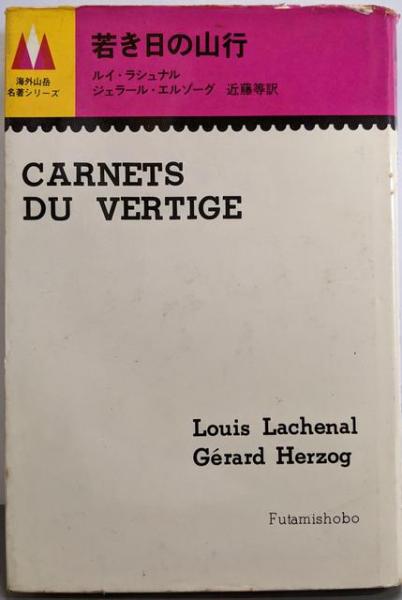 海外山岳
名著シリーズ
若き日の山行
ルイ・ラシュナル
ジェラール・エルゾーグ 近藤等訳
CARNETS
DU VERTIGE
Louis Lachenal
Gérard Herzog
Futamishobo